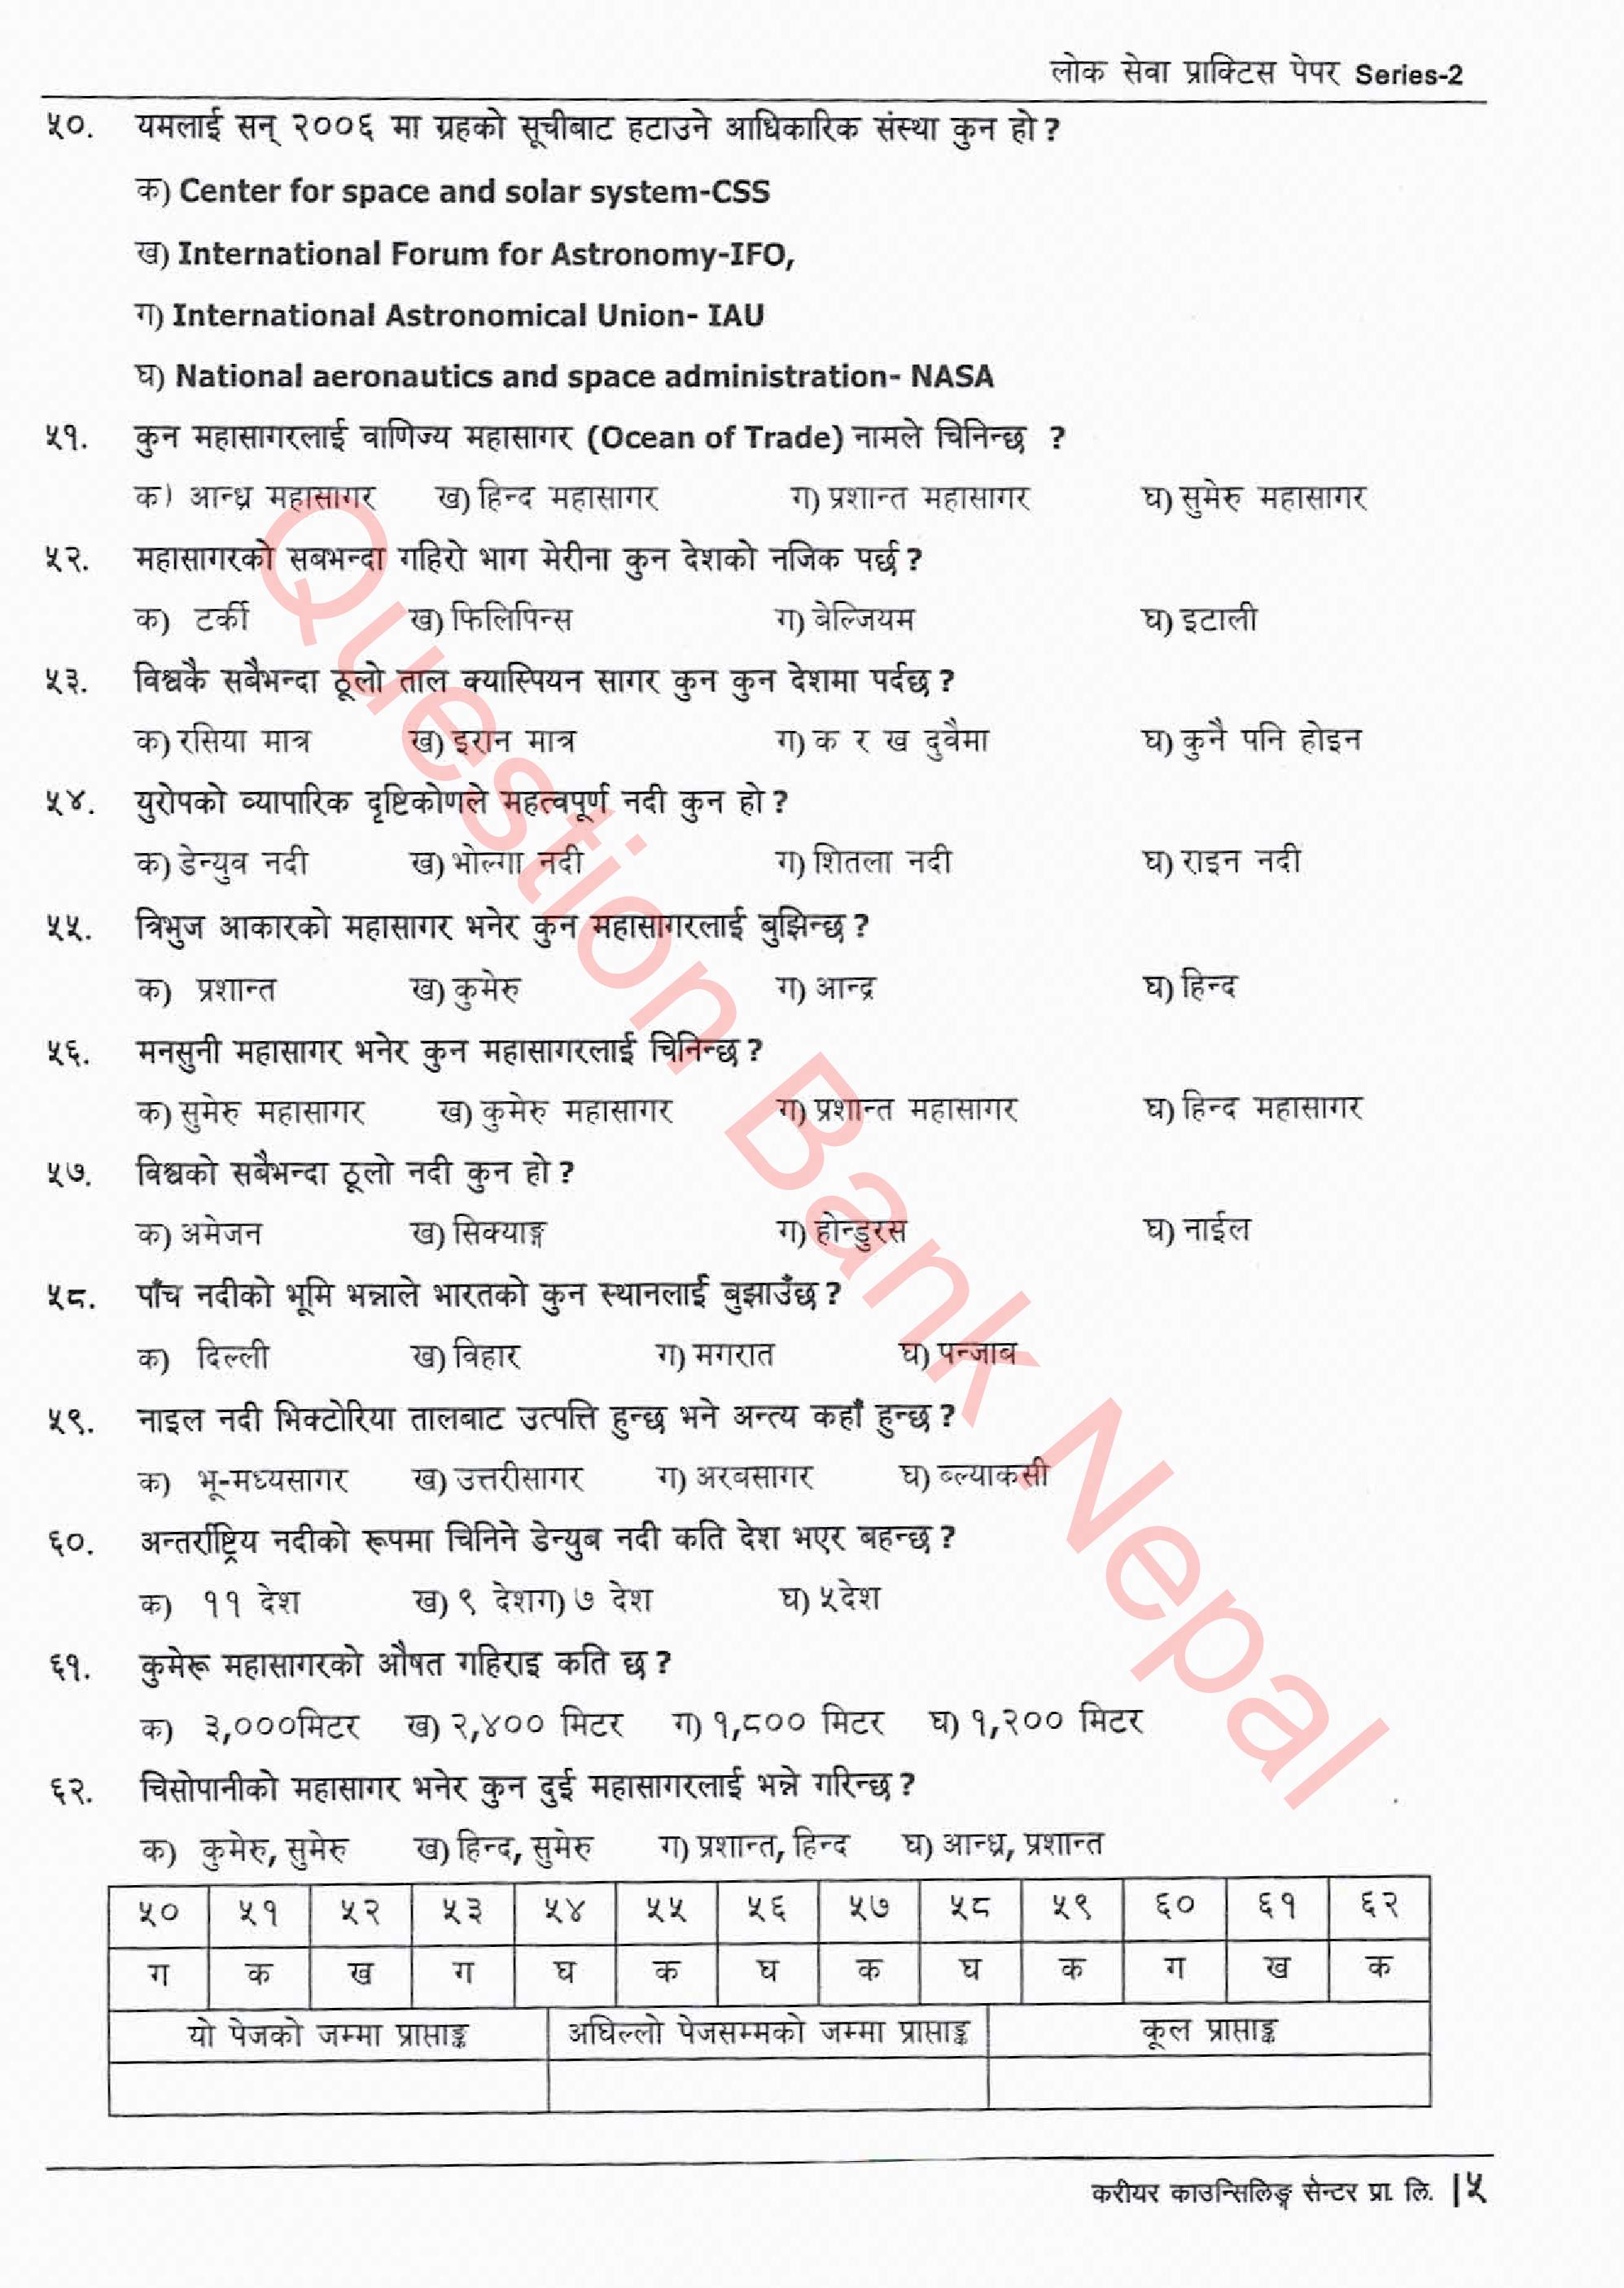 लोक सेवा प्राक्टिस पेपर Series-2
५०. यमलाई सन् २००६ मा ग्रहको सूचीबाट हटाउने आधिकारिक संस्था कुन हो ?
क) Center for space and solar system-CSS
ख) International Forum for Astronomy-IFO,
ग) International Astronomical Union- IAU
घ) National aeronautics and space administration- NASA
५१. कुन महासागरलाई वाणिज्य महासागर (Ocean of Trade) नामले चिनिन्छ ?
क) आन्ध्र महासागर ख) हिन्द महासागर ग) प्रशान्त महासागर घ) सुमेरु महासागर
५२. महासागरको सबभन्दा गहिरो भाग मेरीना कुन देशको नजिक पर्छ ?
क) टर्की ख) फिलिपिन्स ग) बेल्जियम घ) इटाली
५३. विश्वकै सबैभन्दा ठूलो ताल क्यास्पियन सागर कुन कुन देशमा पर्दछ ?
क) रसिया मात्र ख) इरान मात्र ग) क र ख दुवैमा घ) कुनै पनि होइन
५४. युरोपको व्यापारिक दृष्टिकोणले महत्वपूर्ण नदी कुन हो ?
क) डेन्युव नदी ख) भोल्गा नदी ग) शितला नदी घ) राइन नदी
५५. त्रिभुज आकारको महासागर भनेर कुन महासागरलाई बुझिन्छ ?
क) प्रशान्त ख) कुमेरु ग) आन्द्र घ) हिन्द
५६. मनसुनी महासागर भनेर कुन महासागरलाई चिनिन्छ ?
क) सुमेरु महासागर ख) कुमेरु महासागर ग) प्रशान्त महासागर घ) हिन्द महासागर
५७. विश्वको सबैभन्दा ठूलो नदी कुन हो ?
क) अमेजन ख) सिक्याङ्ग ग) होन्डुरस घ) नाईल
५८. पाँच नदीको भूमि भन्नाले भारतको कुन स्थानलाई बुझाउँछ ?
क) दिल्ली ख) विहार ग) मगरात घ) पन्जाब
५९. नाइल नदी भिक्टोरिया तालबाट उत्पत्ति हुन्छ भने अन्त्य कहाँ हुन्छ ?
क) भू-मध्यसागर ख) उत्तरीसागर ग) अरबसागर घ) ब्ल्याकसी
६०. अन्तर्राष्ट्रिय नदीको रूपमा चिनिने डेन्युब नदी कति देश भएर बहन्छ ?
क) ११ देश ख) ९ देशग) ७ देश घ) ५देश
६१. कुमेरू महासागरको औषत गहिराइ कति छ ?
क) ३,०००मिटर ख) २,४०० मिटर ग) १,८०० मिटर घ) १,२०० मिटर
६२. चिसोपानीको महासागर भनेर कुन दुई महासागरलाई भन्ने गरिन्छ ?
क) कुमेरु, सुमेरु ख) हिन्द, सुमेरु ग) प्रशान्त, हिन्द घ) आन्ध्र, प्रशान्त
५० ५१ ५२ ५३ ५४ ५५ ५६ ५७ ५८ ५९ ६० ६१ ६२
ग क ख ग घ क घ क घ क ग ख क
यो पेजको जम्मा प्राप्ताङ्क अघिल्लो पेजसम्मको जम्मा प्राप्ताङ्क कूल प्राप्ताङ्क
करीयर काउन्सिलिङ्ग सेन्टर प्रा. लि. |५
Question Bank Nepal